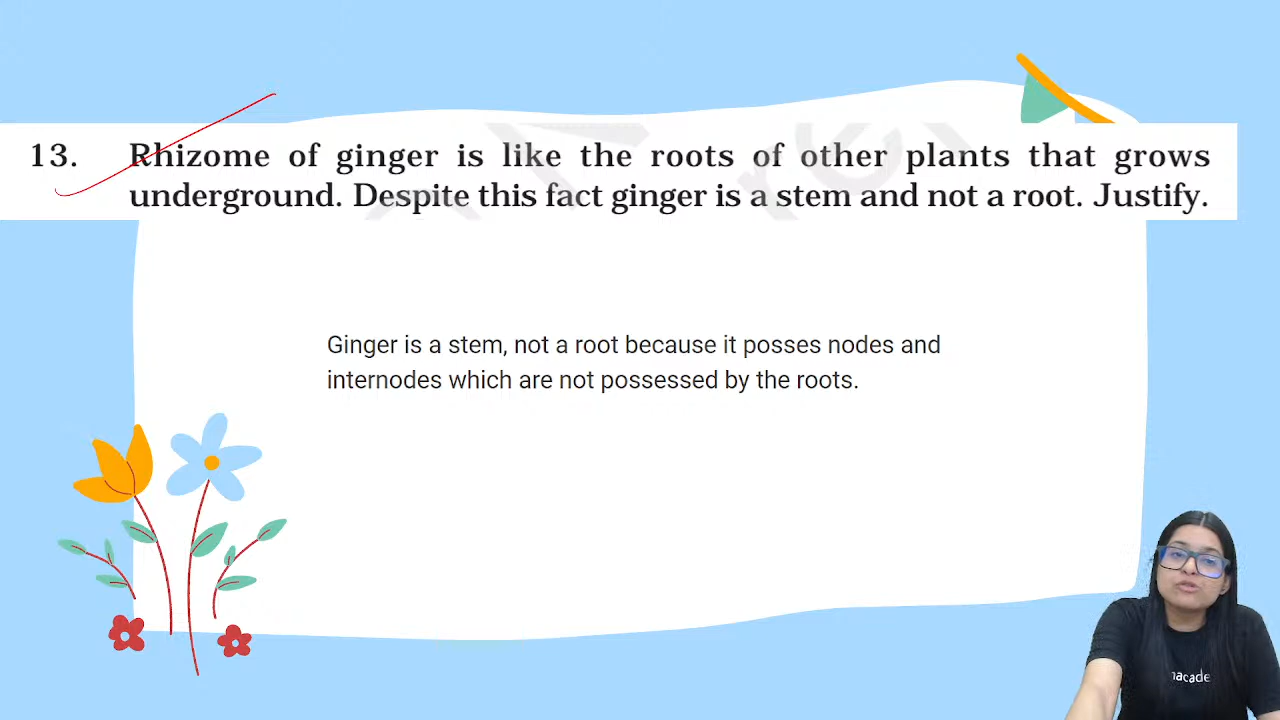 13. Rhizome of ginger is like the roots of other plants that grows
underground. Despite this fact ginger is a stem and not a root. Justify.
Ginger is a stem, not a root because it posses nodes and
internodes which are not possessed by the roots.